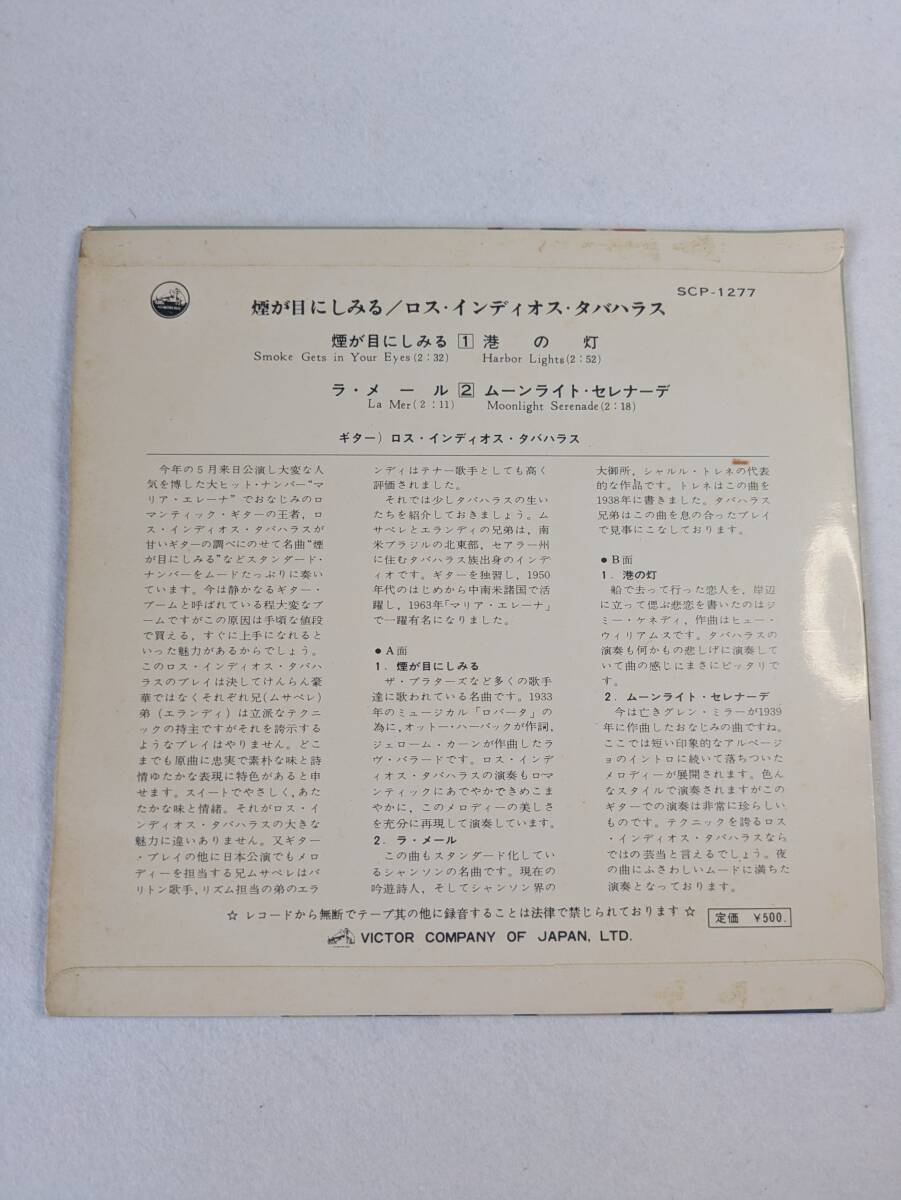 SCP-1277
煙が目にしみる/ロス・インディオス・タバハラス
煙が目にしみる 1 港の灯
Smoke Gets in Your Eyes(2:32) Harbor Lights(2:52)
ラ・メール 2 ムーンライト・セレナーデ
La Mer(2:11) Moonlight Serenade(2:18)
ギター) ロス・インディオス・タバハラス
今年の5月来日公演し大変な人
気を博した大ヒット・ナンバー“マ
リア・エレーナ”でおなじみのロ
マンティック・ギターの王者,ロ
ス・インディオス・タバハラスが
甘いギターの調べにのせて名曲“煙
が目にしみる”などスタンダード・
ナンバーをムードたっぷりに奏い
ています。今は静かなるギター・
ブームと呼ばれている程大変なブ
ームですがこの原因は手頃な値段
で買える,すぐに上手になれると
いった魅力があるからでしょう。
このロス・インディオス・タバハ
ラスのプレイは決してけんらん豪
華ではなくそれぞれ兄(ムサペレ)
弟(エランディ)は立派なテクニ
ックの持主ですがそれを誇示する
ようなプレイはやりません。どこ
までも原曲に忠実で素朴な味と詩
情ゆたかな表現に特色があると申
せます。スイートでやさしく,あた
たかな味と情緒。それがロス・イ
ンディオス・タバハラスの大きな
魅力に違いありません。又ギター
・プレイの他に日本公演でもメロ
ディーを担当する兄ムサペレはバ
リトン歌手,リズム担当の弟のエラ
ンディはテナー歌手としても高く
評価されました。
それでは少しタバハラスの生い
たちを紹介しておきましょう。ム
サペレとエランディの兄弟は,南
米ブラジルの北東部,セアラー州
に住むタバハラス族出身のインデ
ィオです。ギターを独習し,1950
年代のはじめから中南米諸国で活
躍し,1963年「マリア・エレーナ」
で一躍有名になりました。
●A面
1.煙が目にしみる
ザ・プラターズなど多くの歌手
達に歌われている名曲です。1933
年のミュージカル「ロバータ」の
為に,オットー・ハーバックが作詞,
ジェローム・カーンが作曲したラ
ヴ・バラードです。ロス・インデ
ィオス・タバハラスの演奏もロマ
ンティックにあでやかできめこま
やかに,このメロディーの美しさ
を充分に再現して演奏しています。
2.ラ・メール
この曲もスタンダード化してい
るシャンソンの名曲です。現在の
吟遊詩人,そしてシャンソン界の
大御所,シャルル・トレネの代表
的な作品です。トレネはこの曲を
1938年に書きました。タバハラス
兄弟はこの曲を息の合ったプレイ
で見事にこなしております。
●B面
1.港の灯
船で去って行った恋人を,岸辺
に立って偲ぶ悲恋を書いたのはジ
ミー・ケネディ,作曲はヒュー・
ウィリアムスです。タバハラスの
演奏も何かもの悲しげに演奏して
いて曲の感じにまさにピッタリで
す。
2.ムーンライト・セレナーデ
今は亡きグレン・ミラーが1939
年に作曲したおなじみの曲ですね。
ここでは短い印象的なアルページ
ョのイントロに続いて落ちついた
メロディーが展開されます。色ん
なスタイルで演奏されますがこの
ギターでの演奏は非常に珍らしい
ものです。テクニックを誇るロス
・インディオス・タバハラスなら
ではの芸当と言えるでしょう。夜
の曲にふさわしいムードに満ちた
演奏となっております。
☆ レコードから無断でテープ其の他に録音することは法律で禁じられております ☆ 定価 ¥500.
VICTOR COMPANY OF JAPAN, LTD.